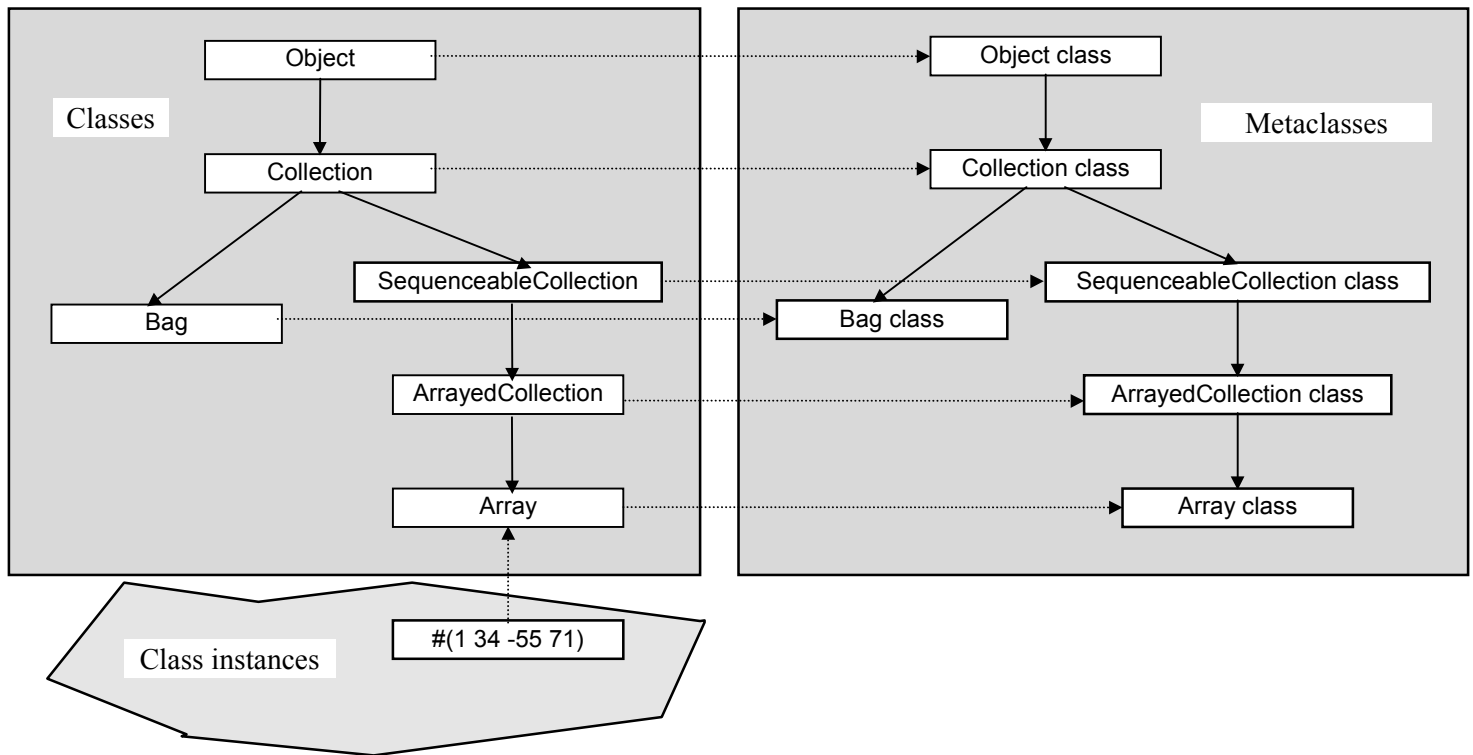 Object
Object class
Classes
Metaclasses
Collection
Collection class
SequenceableCollection
SequenceableCollection class
Bag
Bag class
ArrayedCollection
ArrayedCollection class
Array
Array class
#(1 34 -55 71)
Class instances